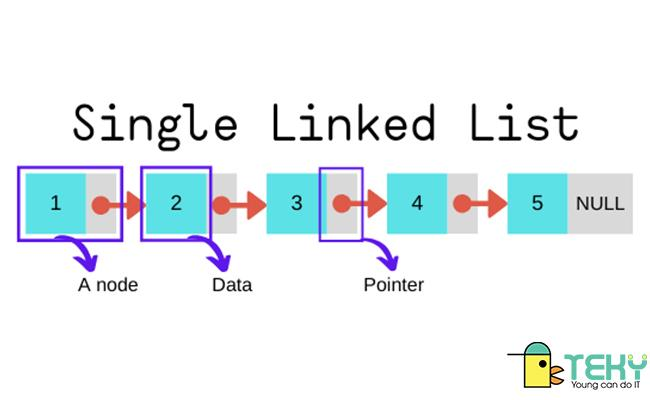 Single Linked List
1 2 3 4 5 NULL
A node Data Pointer
TEKY
Young can do IT